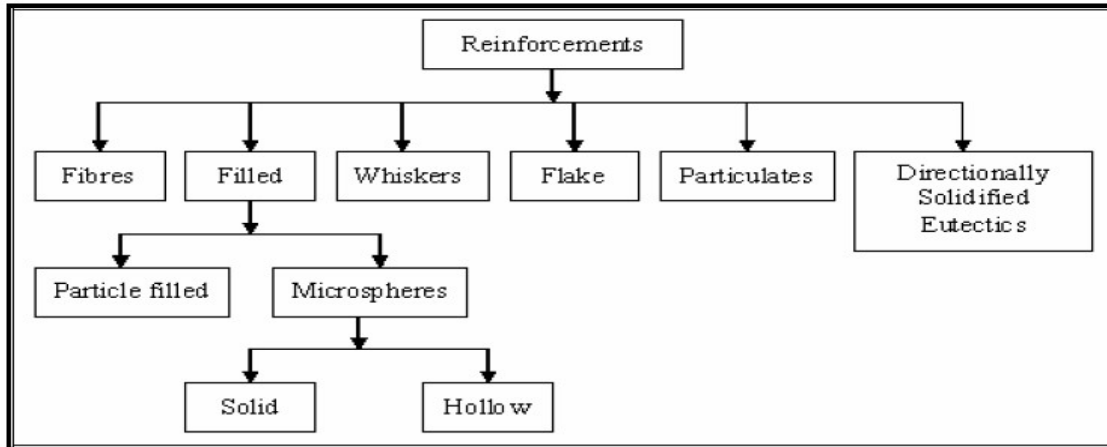 Reinforcements
Fibres
Filled
Whiskers
Flake
Particulates
Directionally
Solidified
Eutectics
Particle filled
Microspheres
Solid
Hollow